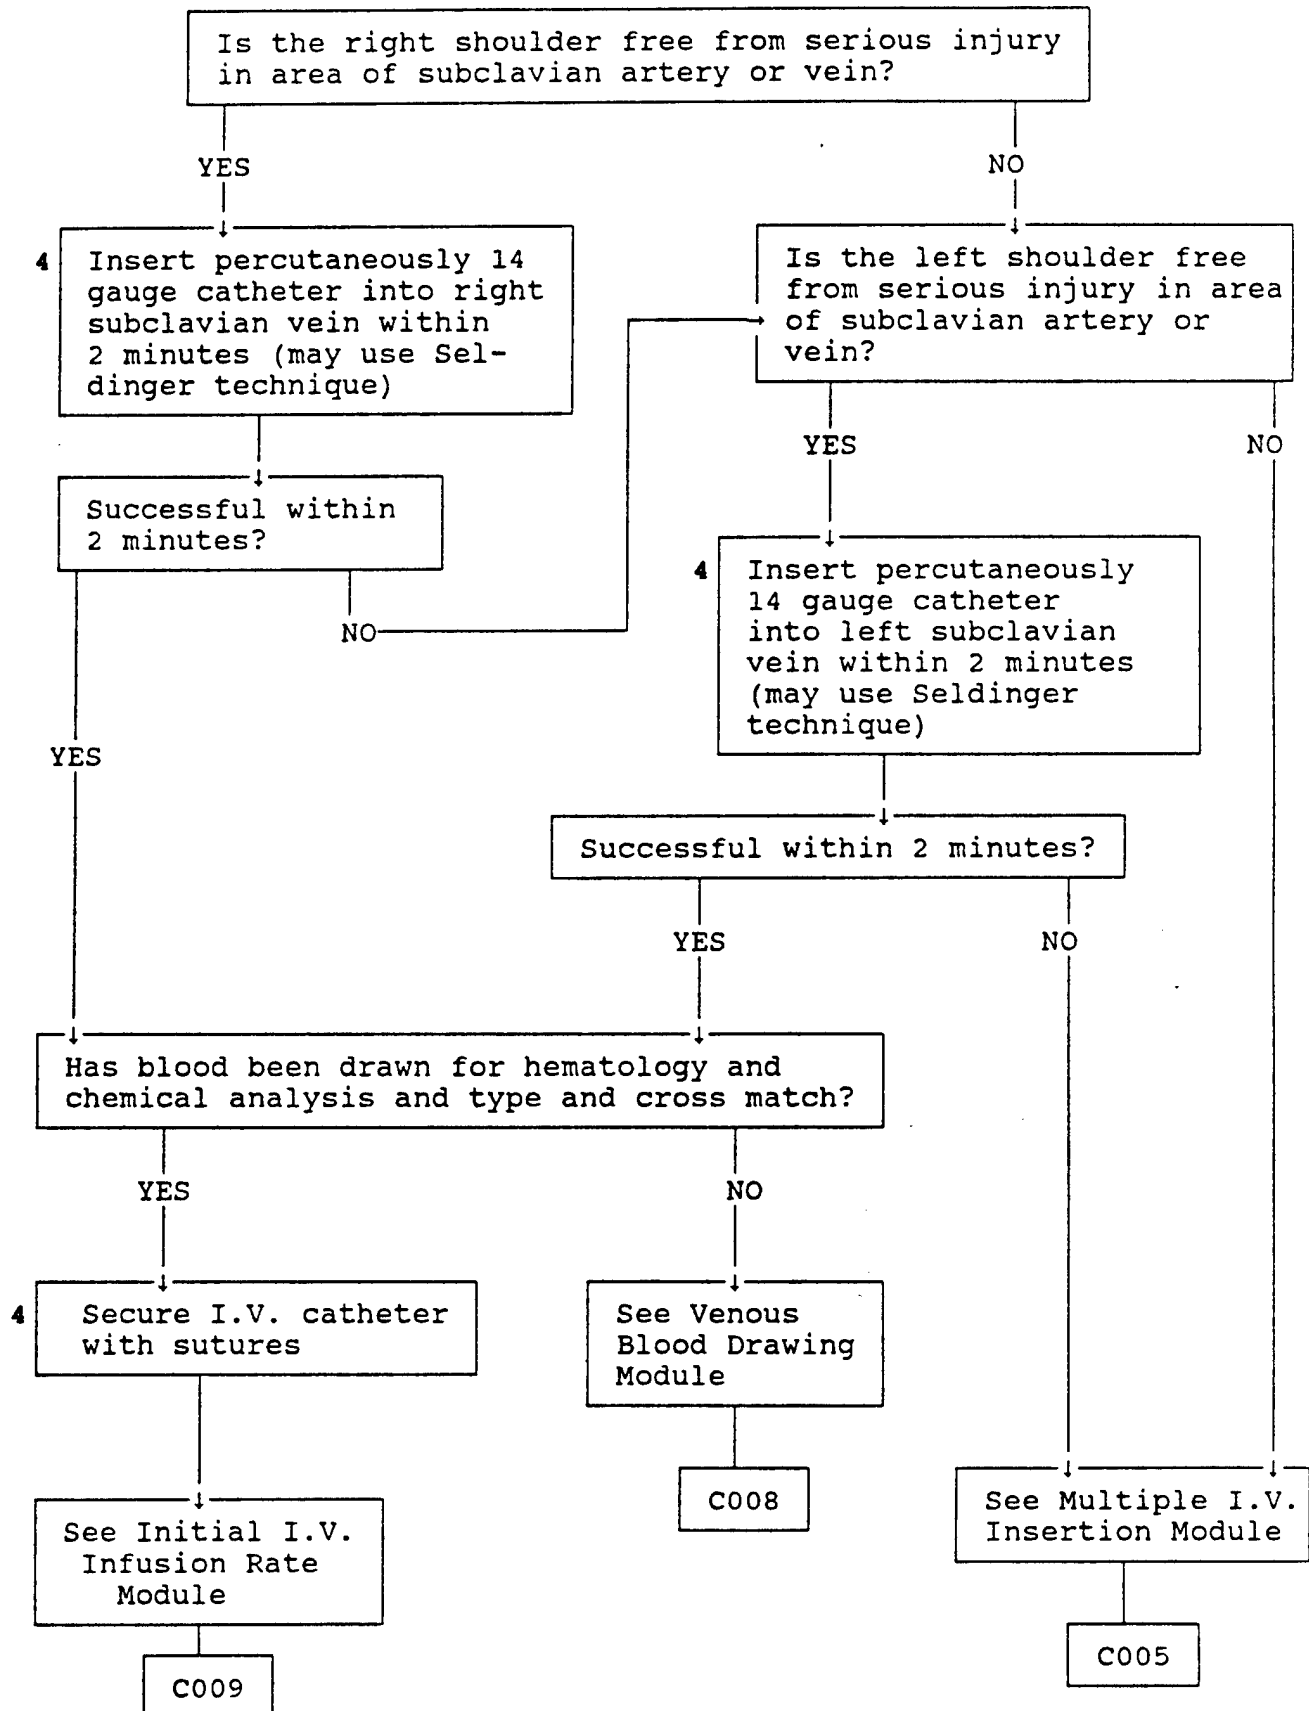 Is the right shoulder free from serious injury
in area of subclavian artery or vein?
YES
NO
4
Insert percutaneously 14
gauge catheter into right
subclavian vein within
2 minutes (may use Sel-
dinger technique)
Is the left shoulder free
from serious injury in area
of subclavian artery or
vein?
YES
NO
Successful within
2 minutes?
NO
YES
4
Insert percutaneously
14 gauge catheter
into left subclavian
vein within 2 minutes
(may use Seldinger
technique)
Successful within 2 minutes?
YES
NO
Has blood been drawn for hematology and
chemical analysis and type and cross match?
YES
NO
4
Secure I.V. catheter
with sutures
See Venous
Blood Drawing
Module
C008
See Initial I.V.
Infusion Rate
Module
C009
See Multiple I.V.
Insertion Module
C005